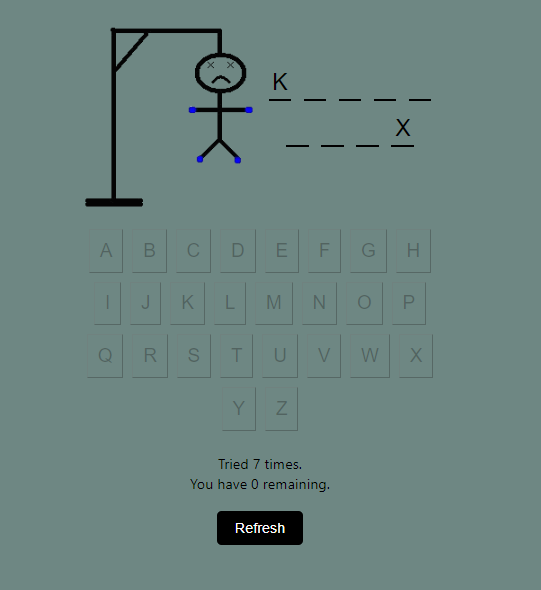 K _ _ _ _
_ _ _ X
A B C D E F G H
I J K L M N O P
Q R S T U V W X
Y Z
Tried 7 times.
You have 0 remaining.
Refresh